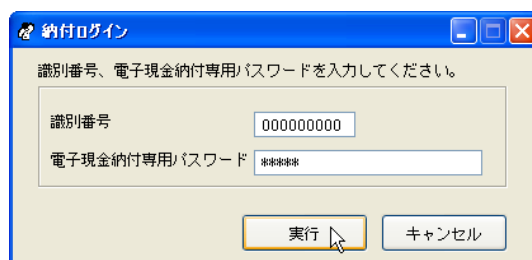 納付ログイン
識別番号、電子現金納付専用パスワードを入力してください。
識別番号 000000000
電子現金納付専用パスワード *****
実行 キャンセル